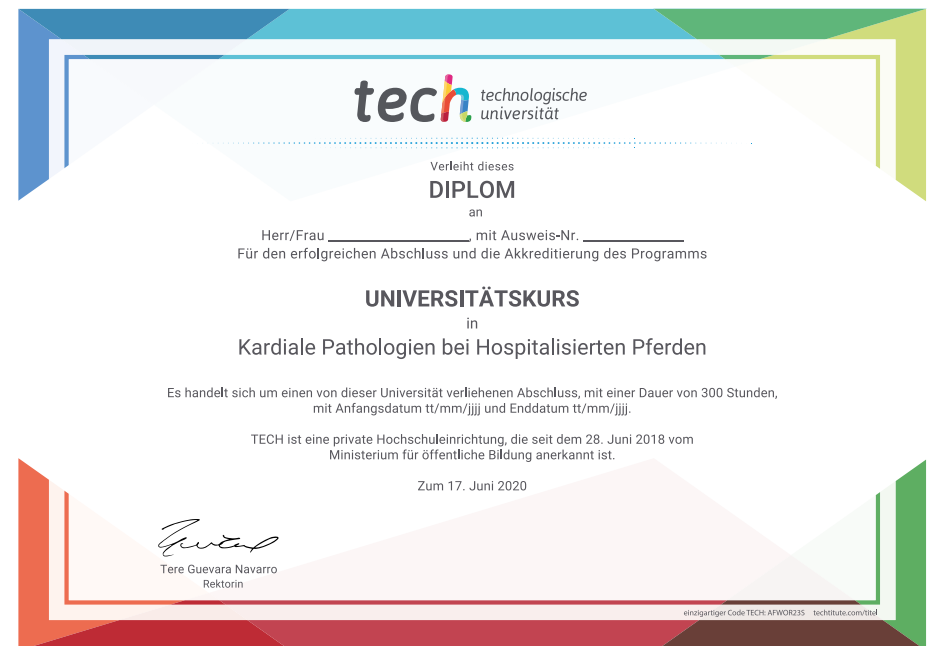 tech technologische
universität
Verleiht dieses
DIPLOM
an
Herr/Frau ____________________, mit Ausweis-Nr. ______________
Für den erfolgreichen Abschluss und die Akkreditierung des Programms
UNIVERSITÄTSKURS
in
Kardiale Pathologien bei Hospitalisierten Pferden
Es handelt sich um einen von dieser Universität verliehenen Abschluss, mit einer Dauer von 300 Stunden,
mit Anfangsdatum tt/mm/jjjj und Enddatum tt/mm/jjjj.
TECH ist eine private Hochschuleinrichtung, die seit dem 28. Juni 2018 vom
Ministerium für öffentliche Bildung anerkannt ist.
Zum 17. Juni 2020
Tere Guevara Navarro
Rektorin
einzigartiger Code TECH: AFWOR23S techtitute.com/titel